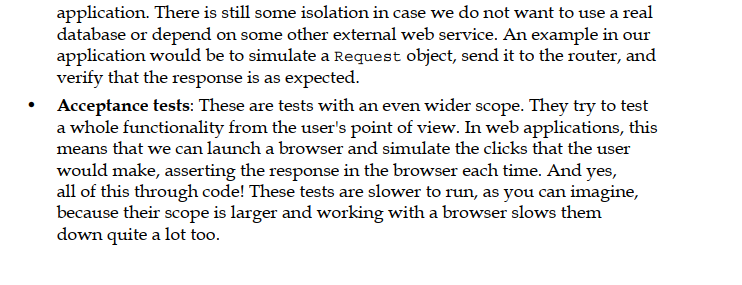 application. There is still some isolation in case we do not want to use a real
database or depend on some other external web service. An example in our
application would be to simulate a Request object, send it to the router, and
verify that the response is as expected.
• Acceptance tests: These are tests with an even wider scope. They try to test
a whole functionality from the user's point of view. In web applications, this
means that we can launch a browser and simulate the clicks that the user
would make, asserting the response in the browser each time. And yes,
all of this through code! These tests are slower to run, as you can imagine,
because their scope is larger and working with a browser slows them
down quite a lot too.